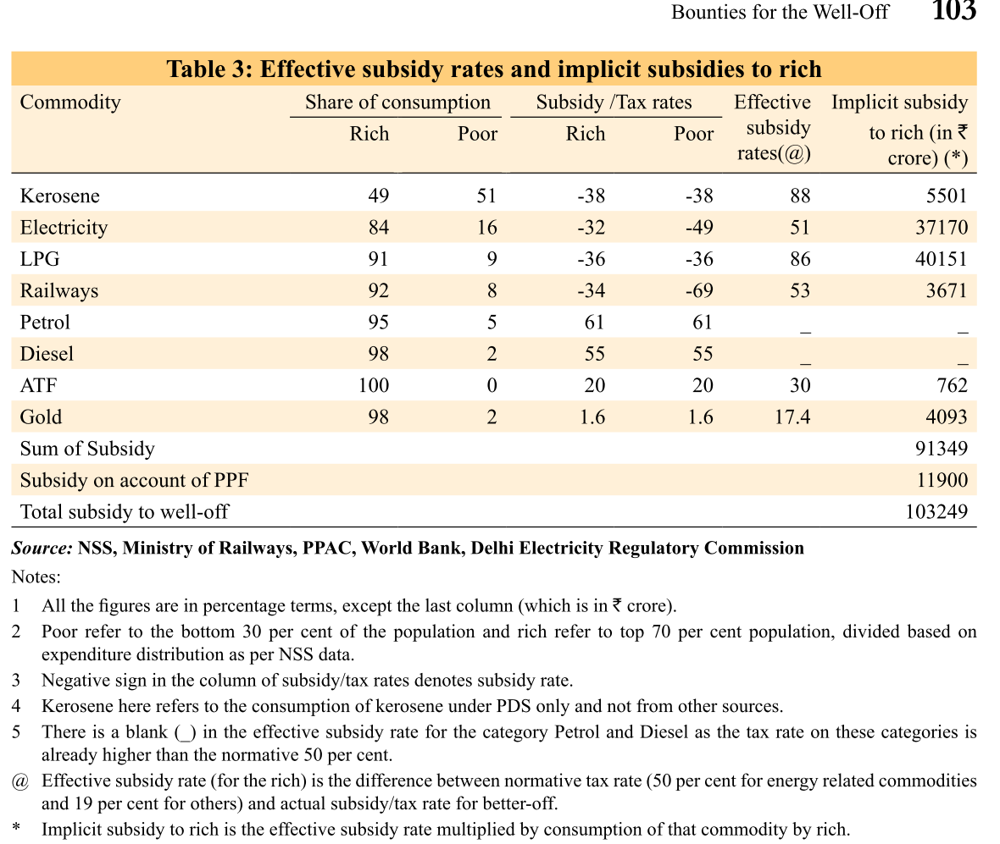 Bounties for the Well-Off 103
Table 3: Effective subsidy rates and implicit subsidies to rich
Commodity Share of consumption Subsidy /Tax rates Effective subsidy rates(@) Implicit subsidy to rich (in ₹ crore) (*)
Rich Poor Rich Poor
Kerosene 49 51 -38 -38 88 5501
Electricity 84 16 -32 -49 51 37170
LPG 91 9 -36 -36 86 40151
Railways 92 8 -34 -69 53 3671
Petrol 95 5 61 61 _ _
Diesel 98 2 55 55 _ _
ATF 100 0 20 20 30 762
Gold 98 2 1.6 1.6 17.4 4093
Sum of Subsidy 91349
Subsidy on account of PPF 11900
Total subsidy to well-off 103249
Source: NSS, Ministry of Railways, PPAC, World Bank, Delhi Electricity Regulatory Commission
Notes:
1 All the figures are in percentage terms, except the last column (which is in ₹ crore).
2 Poor refer to the bottom 30 per cent of the population and rich refer to top 70 per cent population, divided based on
expenditure distribution as per NSS data.
3 Negative sign in the column of subsidy/tax rates denotes subsidy rate.
4 Kerosene here refers to the consumption of kerosene under PDS only and not from other sources.
5 There is a blank (_) in the effective subsidy rate for the category Petrol and Diesel as the tax rate on these categories is
already higher than the normative 50 per cent.
@ Effective subsidy rate (for the rich) is the difference between normative tax rate (50 per cent for energy related commodities
and 19 per cent for others) and actual subsidy/tax rate for better-off.
* Implicit subsidy to rich is the effective subsidy rate multiplied by consumption of that commodity by rich.